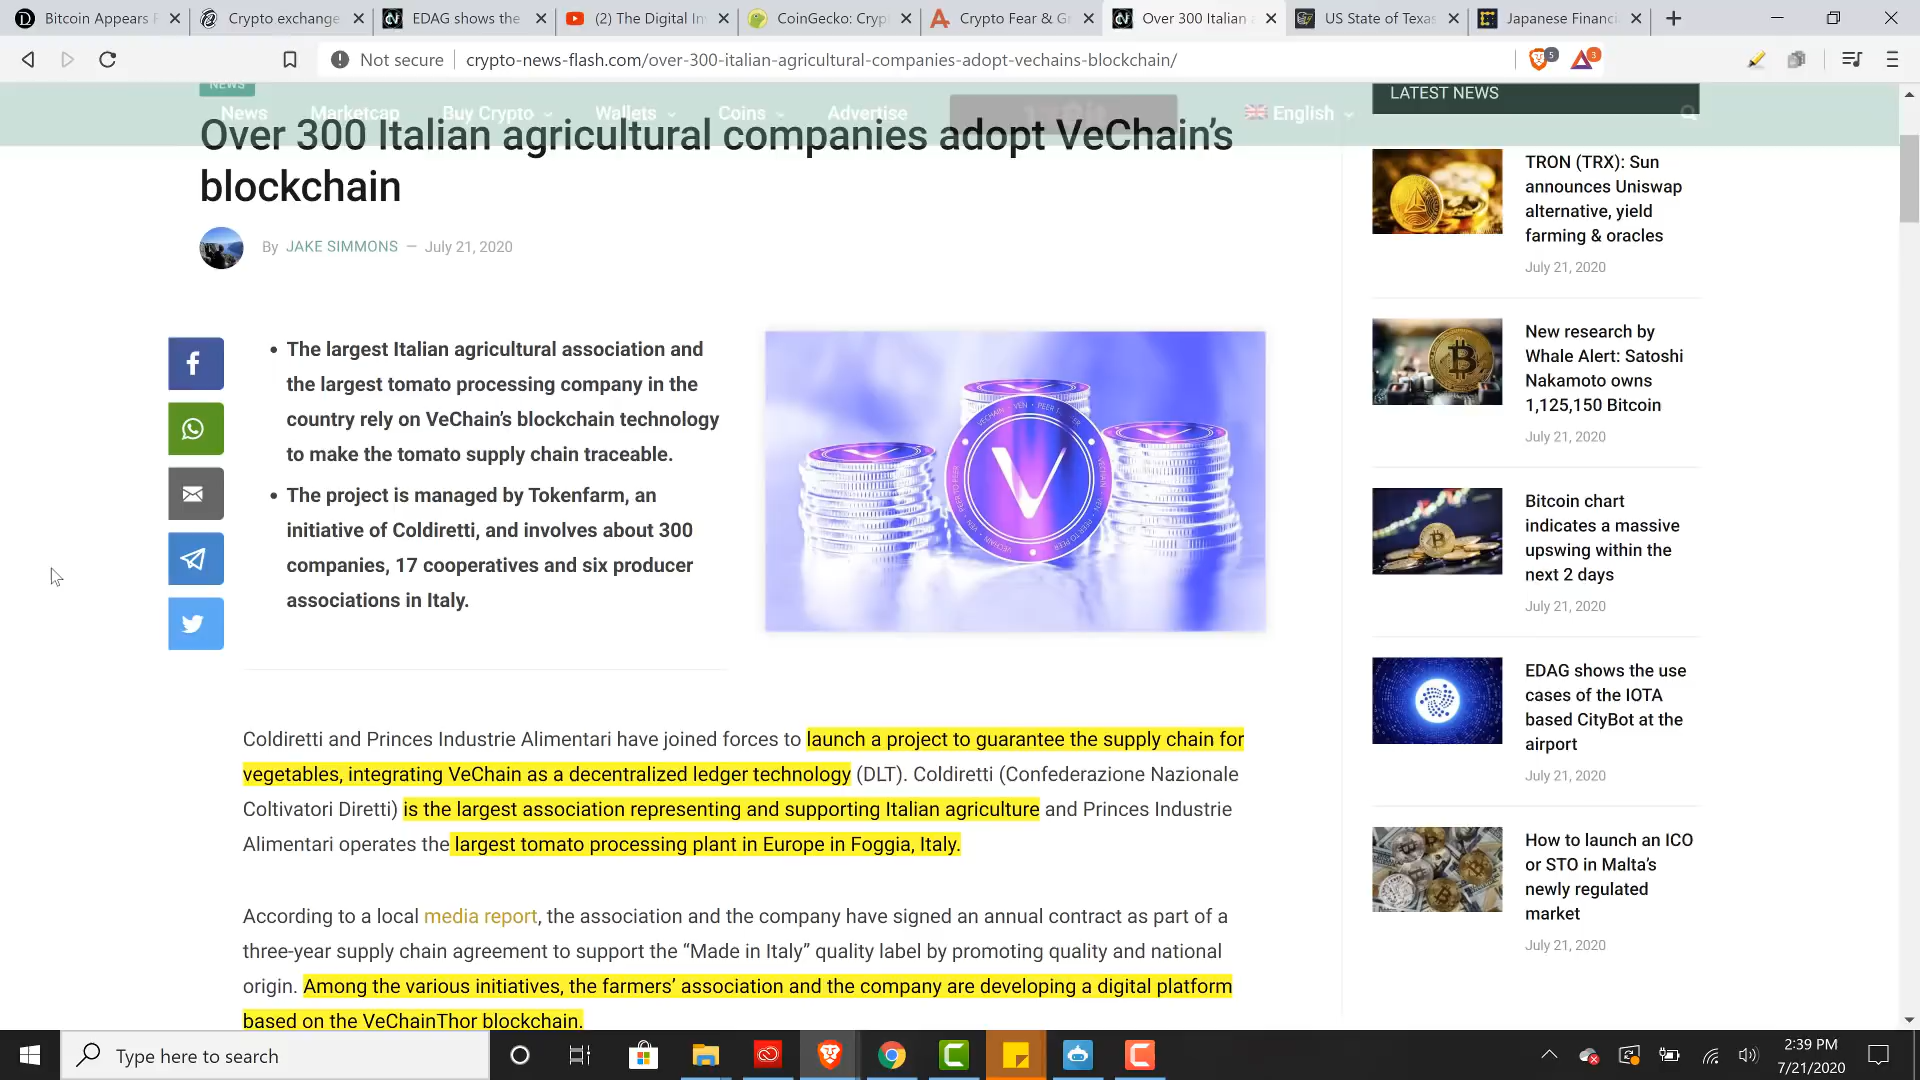 Bitcoin Appears
Crypto exchange
EDAG shows the
(2) The Digital In
CoinGecko: Cryp
Crypto Fear & G
Over 300 Italian
US State of Texas
Japanese Financi
Not secure
crypto-news-flash.com/over-300-italian-agricultural-companies-adopt-vechains-blockchain/
5
3
NEWS
News
Marketcap
Buy Crypto
Wallets
Coins
Advertise
English
LATEST NEWS
Over 300 Italian agricultural companies adopt VeChain's
blockchain
By JAKE SIMMONS — July 21, 2020
• The largest Italian agricultural association and
the largest tomato processing company in the
country rely on VeChain's blockchain technology
to make the tomato supply chain traceable.
• The project is managed by Tokenfarm, an
initiative of Coldiretti, and involves about 300
companies, 17 cooperatives and six producer
associations in Italy.
Coldiretti and Princes Industrie Alimentari have joined forces to launch a project to guarantee the supply chain for
vegetables, integrating VeChain as a decentralized ledger technology (DLT). Coldiretti (Confederazione Nazionale
Coltivatori Diretti) is the largest association representing and supporting Italian agriculture and Princes Industrie
Alimentari operates the largest tomato processing plant in Europe in Foggia, Italy.
According to a local media report, the association and the company have signed an annual contract as part of a
three-year supply chain agreement to support the “Made in Italy” quality label by promoting quality and national
origin. Among the various initiatives, the farmers’ association and the company are developing a digital platform
based on the VeChainThor blockchain.
TRON (TRX): Sun
announces Uniswap
alternative, yield
farming & oracles
July 21, 2020
New research by
Whale Alert: Satoshi
Nakamoto owns
1,125,150 Bitcoin
July 21, 2020
Bitcoin chart
indicates a massive
upswing within the
next 2 days
July 21, 2020
EDAG shows the use
cases of the IOTA
based CityBot at the
airport
July 21, 2020
How to launch an ICO
or STO in Malta’s
newly regulated
market
July 21, 2020
Type here to search
2:39 PM
7/21/2020